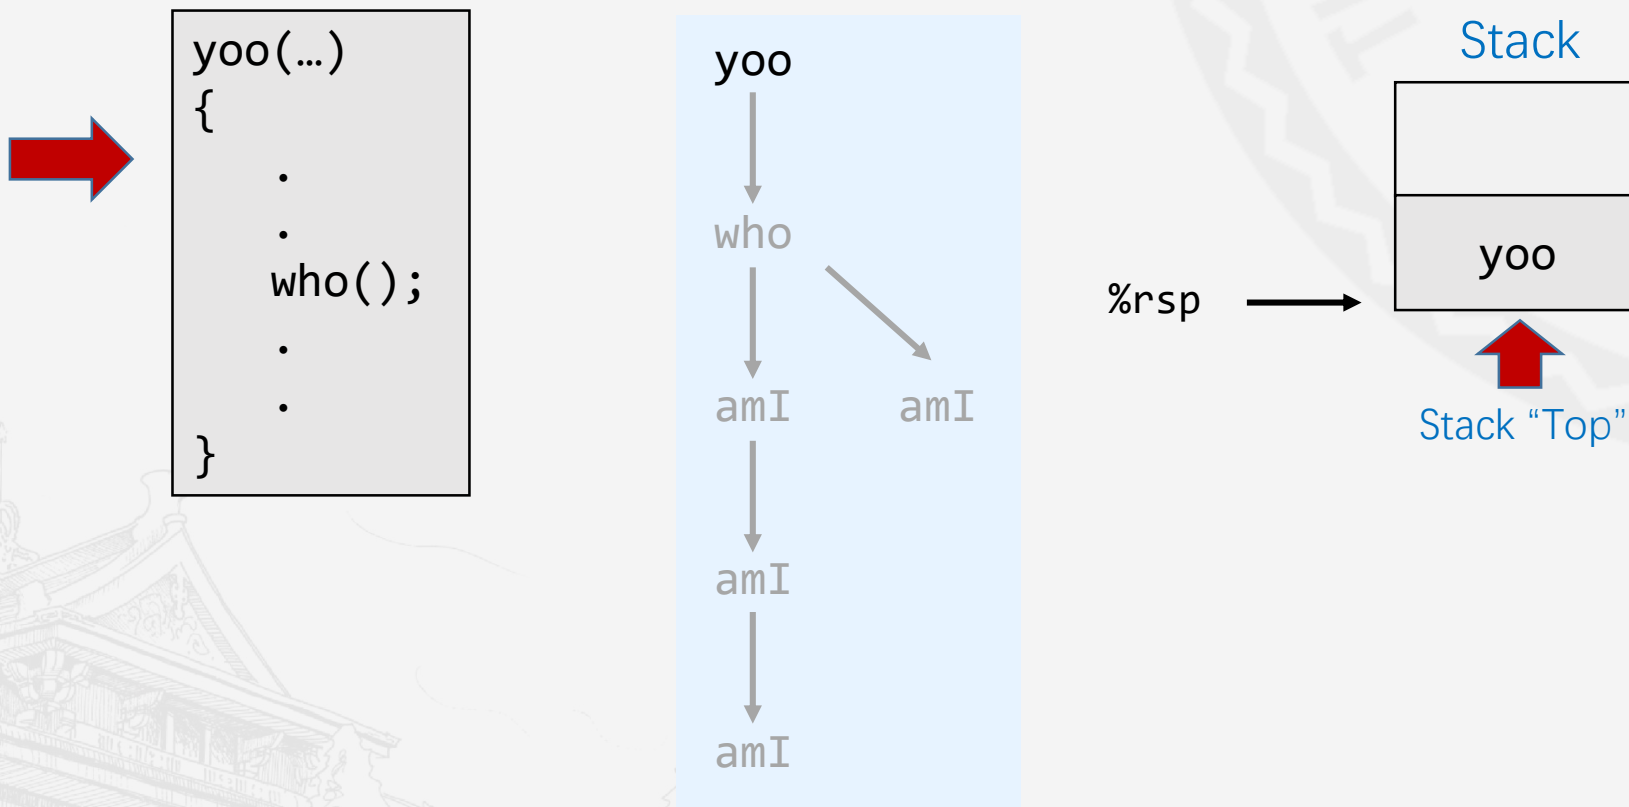 yoo(…)
{
.
.
who();
.
.
}
yoo
who
amI amI
amI
amI
Stack
yoo
%rsp
Stack “Top”